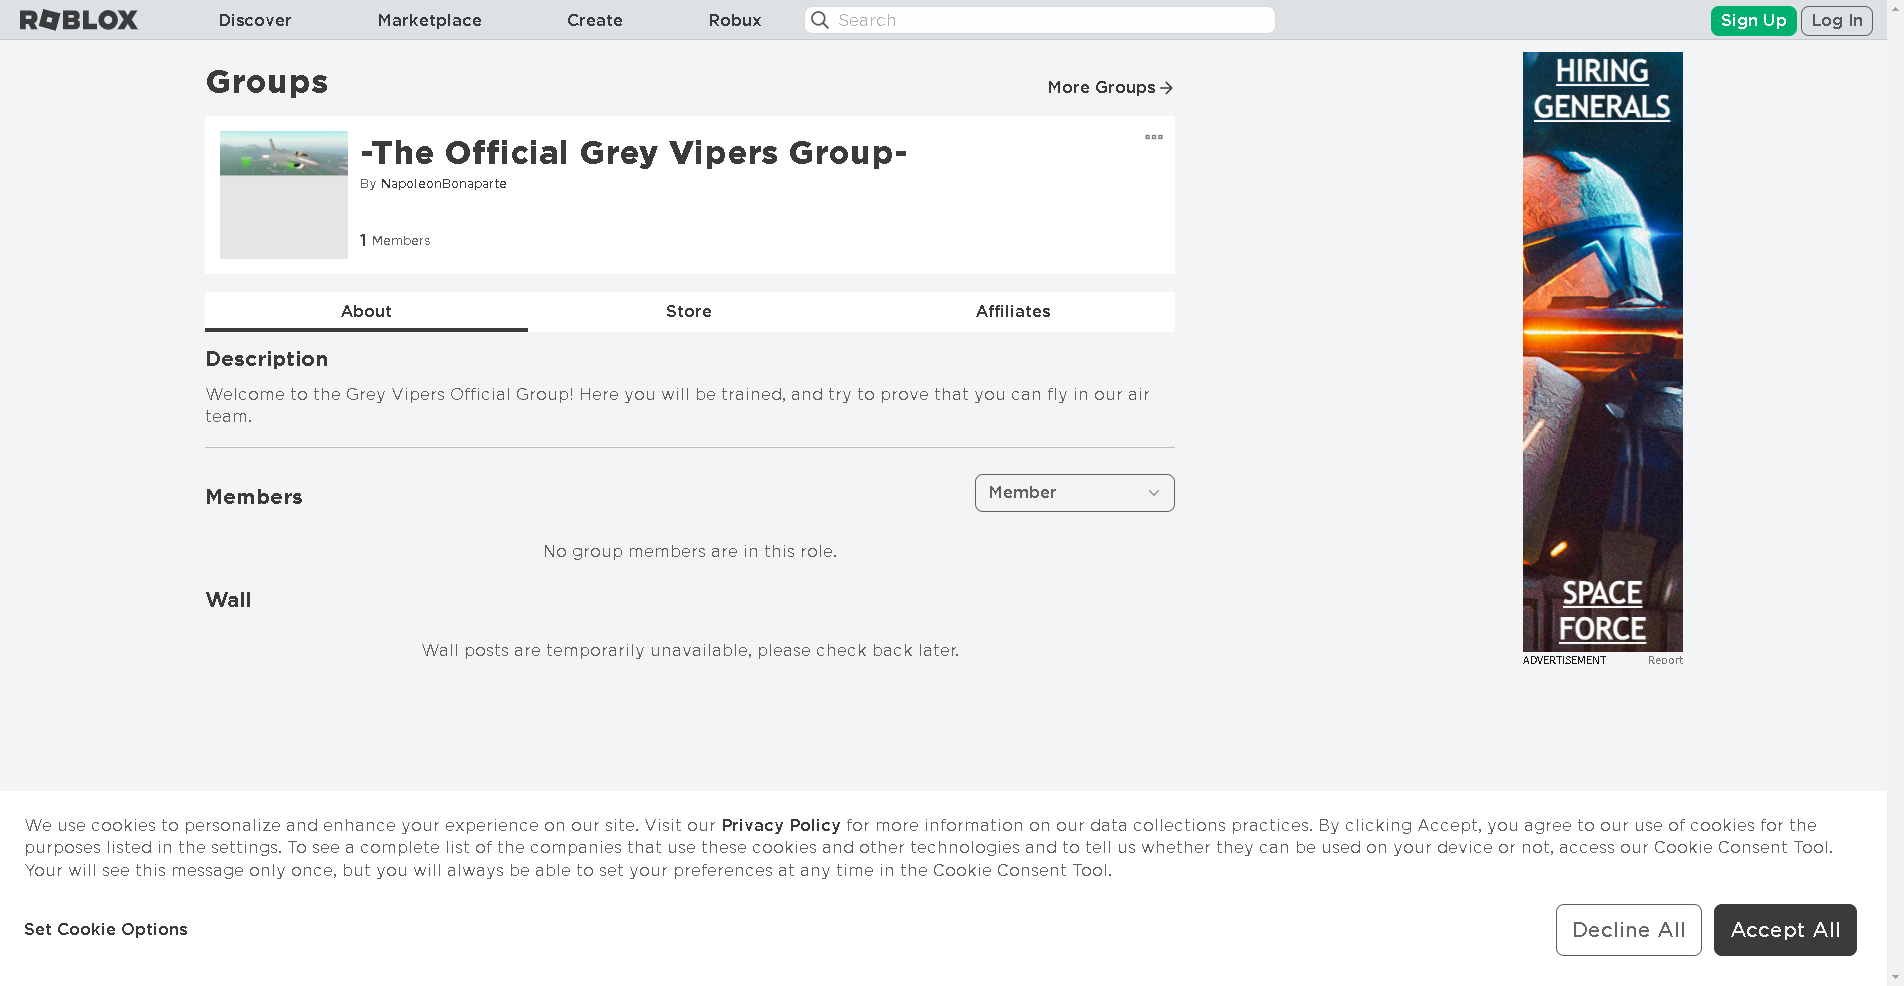 ROBLOX Discover Marketplace Create Robux Search Sign Up Log In
Groups
More Groups
-The Official Grey Vipers Group-
By NapoleonBonaparte
1 Members
About Store Affiliates
Description
Welcome to the Grey Vipers Official Group! Here you will be trained, and try to prove that you can fly in our air
team.
Members
Member
No group members are in this role.
Wall
Wall posts are temporarily unavailable, please check back later.
HIRING
GENERALS
SPACE
FORCE
ADVERTISEMENT Report
We use cookies to personalize and enhance your experience on our site. Visit our Privacy Policy for more information on our data collections practices. By clicking Accept, you agree to our use of cookies for the
purposes listed in the settings. To see a complete list of the companies that use these cookies and other technologies and to tell us whether they can be used on your device or not, access our Cookie Consent Tool.
Your will see this message only once, but you will always be able to set your preferences at any time in the Cookie Consent Tool.
Set Cookie Options
Decline All Accept All